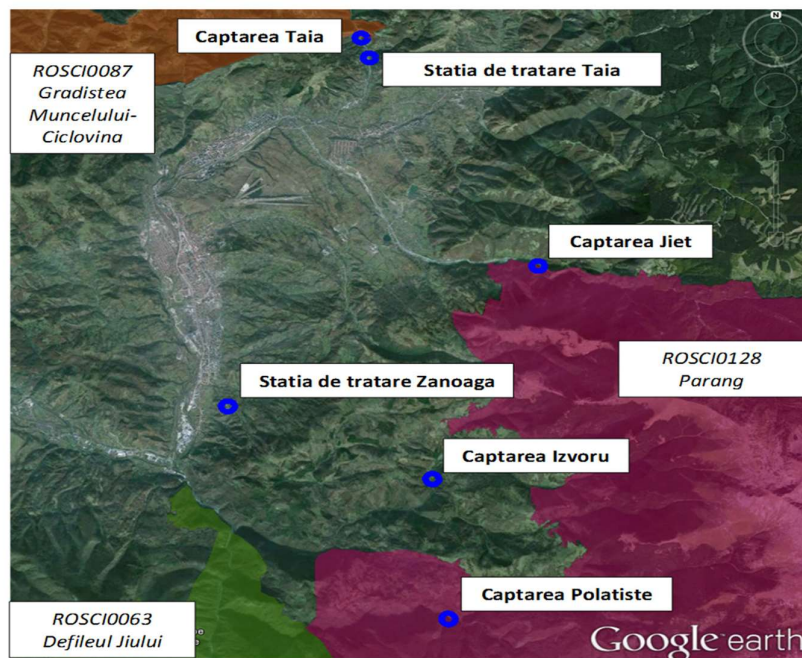 N
Captarea Taia
ROSCI0087
Gradistea
Muncelului-
Ciclovina
Statia de tratare Taia
Captarea Jiet
ROSCI0128
Parang
Statia de tratare Zanoaga
Captarea Izvoru
Captarea Polatiste
ROSCI0063
Defileul Jiului
Google earth